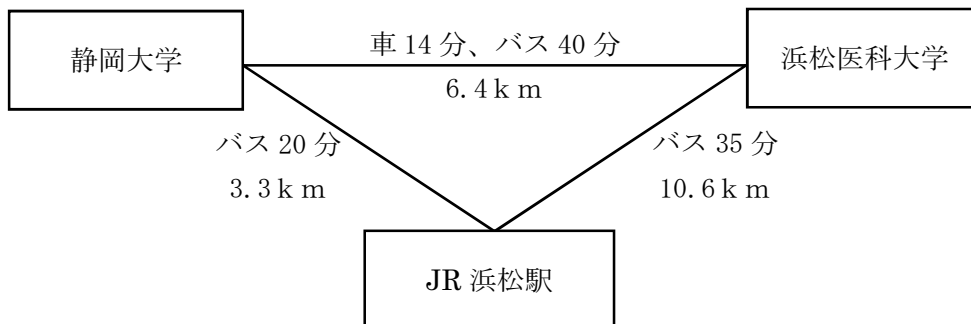 静岡大学
車 14 分、バス 40 分
6.4ｋｍ
浜松医科大学
バス 20 分
3.3ｋｍ
バス 35 分
10.6ｋｍ
JR 浜松駅